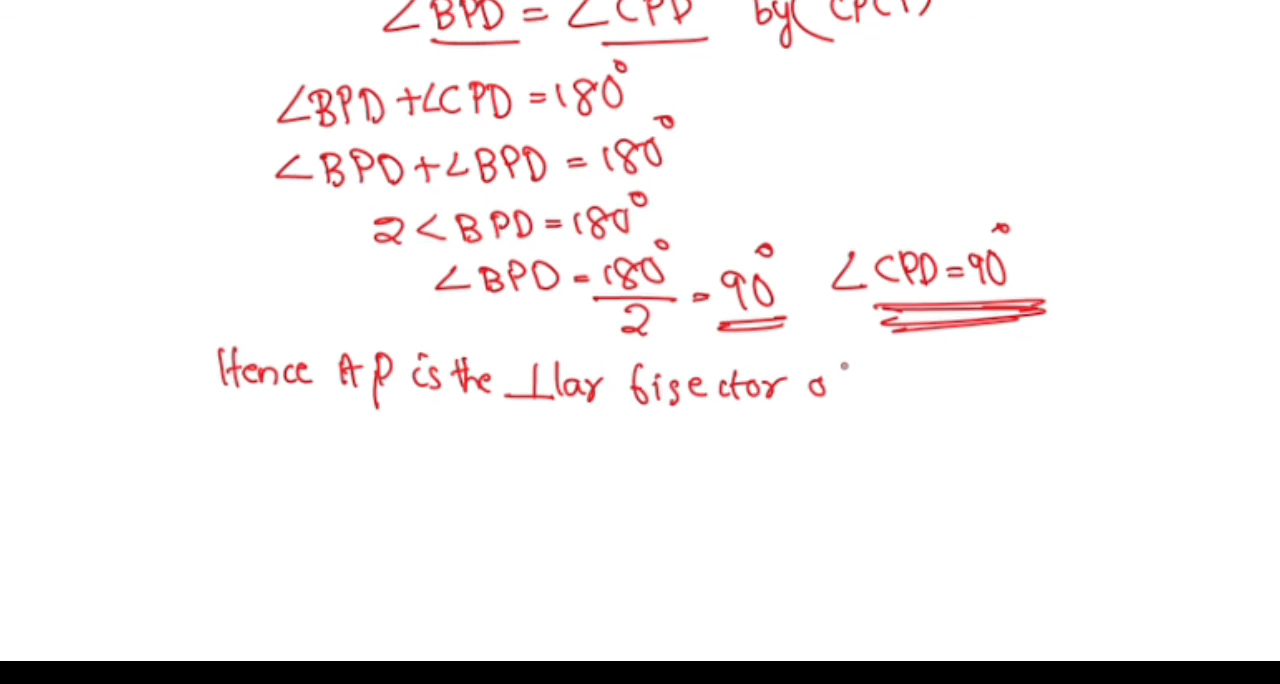 ∠BPD = ∠CPD by (CPCT)
∠BPD +∠CPD =180°
∠BPD+∠BPD = 180°
2<BPD=180°
∠BPD = 180°/2 = 90° ∠CPD=90°
Hence AP is the ⊥lar bisector o